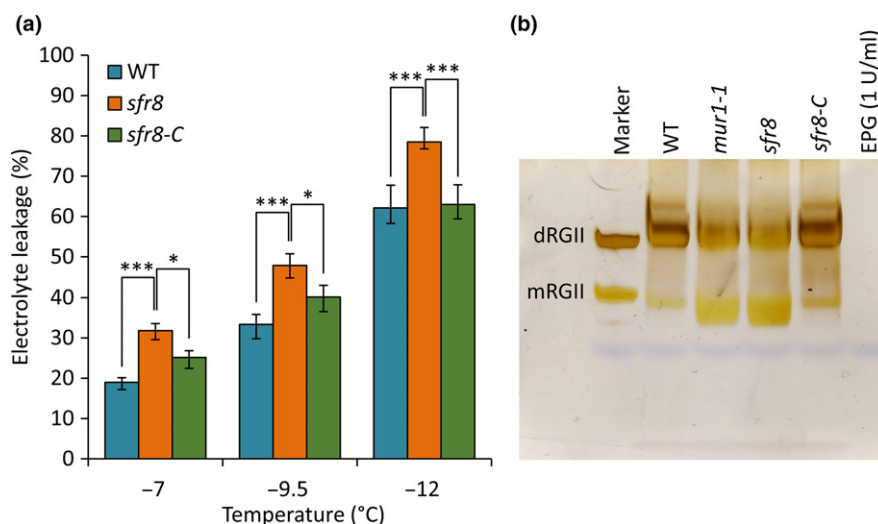 (a)
100
90
80
70
60
50
40
30
20
10
0
Electrolyte leakage (%)
WT
sfr8
sfr8-C
*** *
*** *
*** ***
−7 −9.5 −12
Temperature (°C)
(b)
Marker WT mur1-1 sfr8 sfr8-C EPG (1 U/ml)
dRGII
mRGII